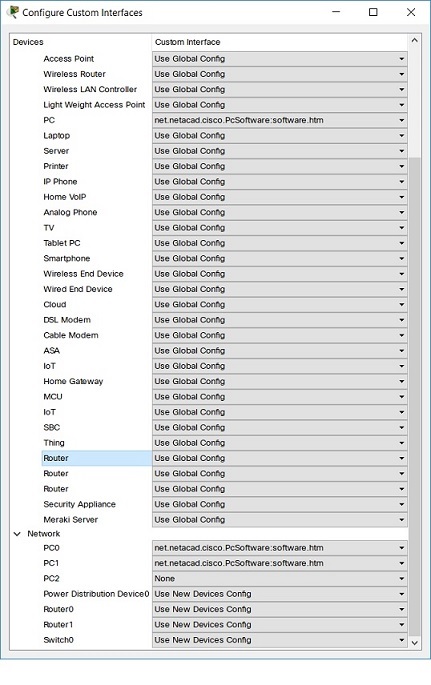 Configure Custom Interfaces
Devices Custom Interface
Access Point Use Global Config
Wireless Router Use Global Config
Wireless LAN Controller Use Global Config
Light Weight Access Point Use Global Config
PC net.netacad.cisco.PcSoftware:software.htm
Laptop Use Global Config
Server Use Global Config
Printer Use Global Config
IP Phone Use Global Config
Home VoIP Use Global Config
Analog Phone Use Global Config
TV Use Global Config
Tablet PC Use Global Config
Smartphone Use Global Config
Wireless End Device Use Global Config
Wired End Device Use Global Config
Cloud Use Global Config
DSL Modem Use Global Config
Cable Modem Use Global Config
ASA Use Global Config
IoT Use Global Config
Home Gateway Use Global Config
MCU Use Global Config
IoT Use Global Config
SBC Use Global Config
Thing Use Global Config
Router Use Global Config
Router Use Global Config
Router Use Global Config
Security Appliance Use Global Config
Meraki Server Use Global Config
Network
PC0 net.netacad.cisco.PcSoftware:software.htm
PC1 net.netacad.cisco.PcSoftware:software.htm
PC2 None
Power Distribution Device0 Use New Devices Config
Router0 Use New Devices Config
Router1 Use New Devices Config
Switch0 Use New Devices Config